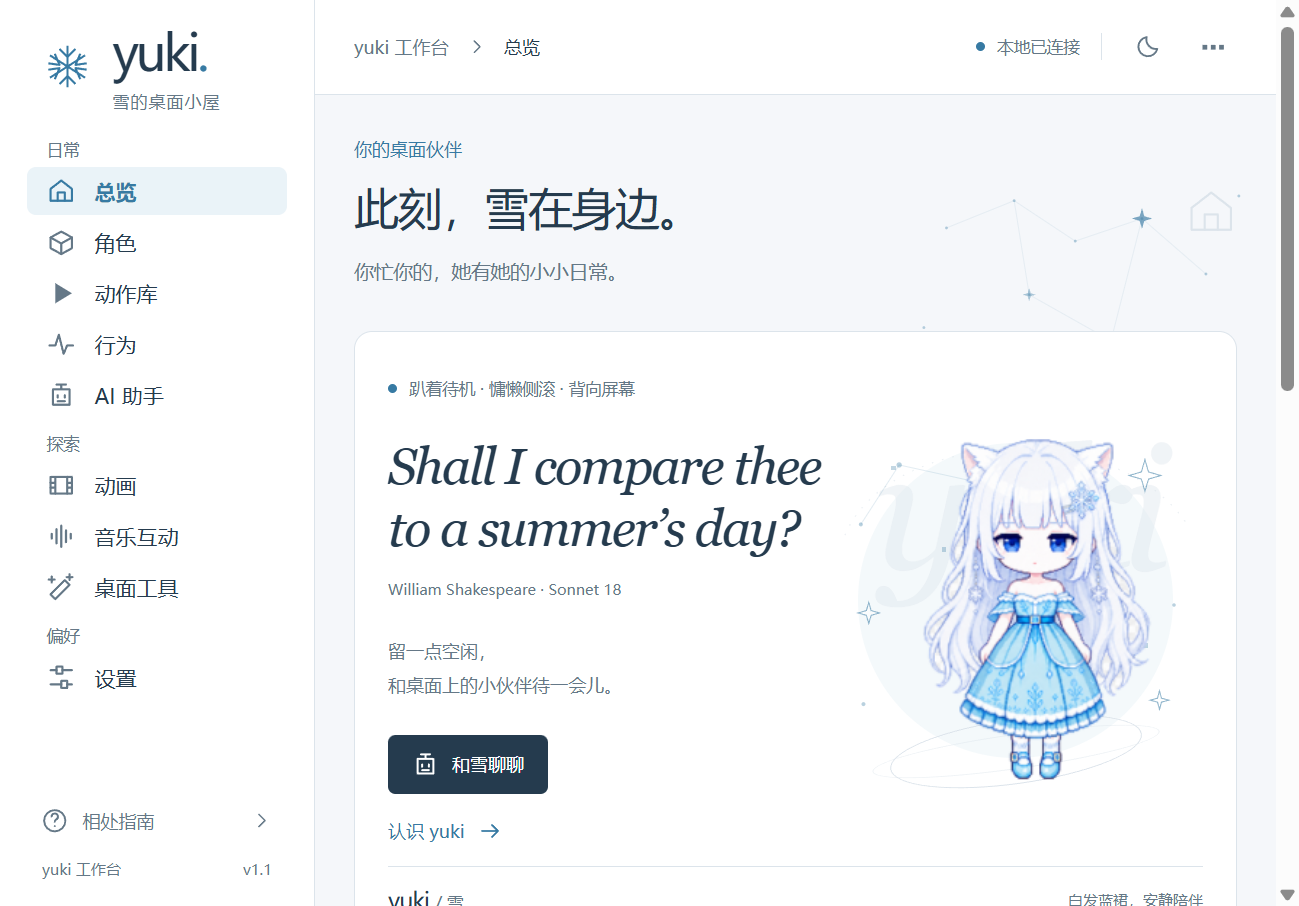 yuki.
雪的桌面小屋
日常
总览
角色
动作库
行为
AI 助手
探索
动画
音乐互动
桌面工具
偏好
设置
相处指南
yuki 工作台 v1.1
yuki 工作台 总览
本地已连接
你的桌面伙伴
此刻，雪在身边。
你忙你的，她有她的小小日常。
趴着待机 · 慵懒侧滚 · 背向屏幕
Shall I compare thee
to a summer’s day?
William Shakespeare · Sonnet 18
留一点空闲，
和桌面上的小伙伴待一会儿。
和雪聊聊
认识 yuki
yuki
yuki / 雪
白发蓝裙，安静陪伴